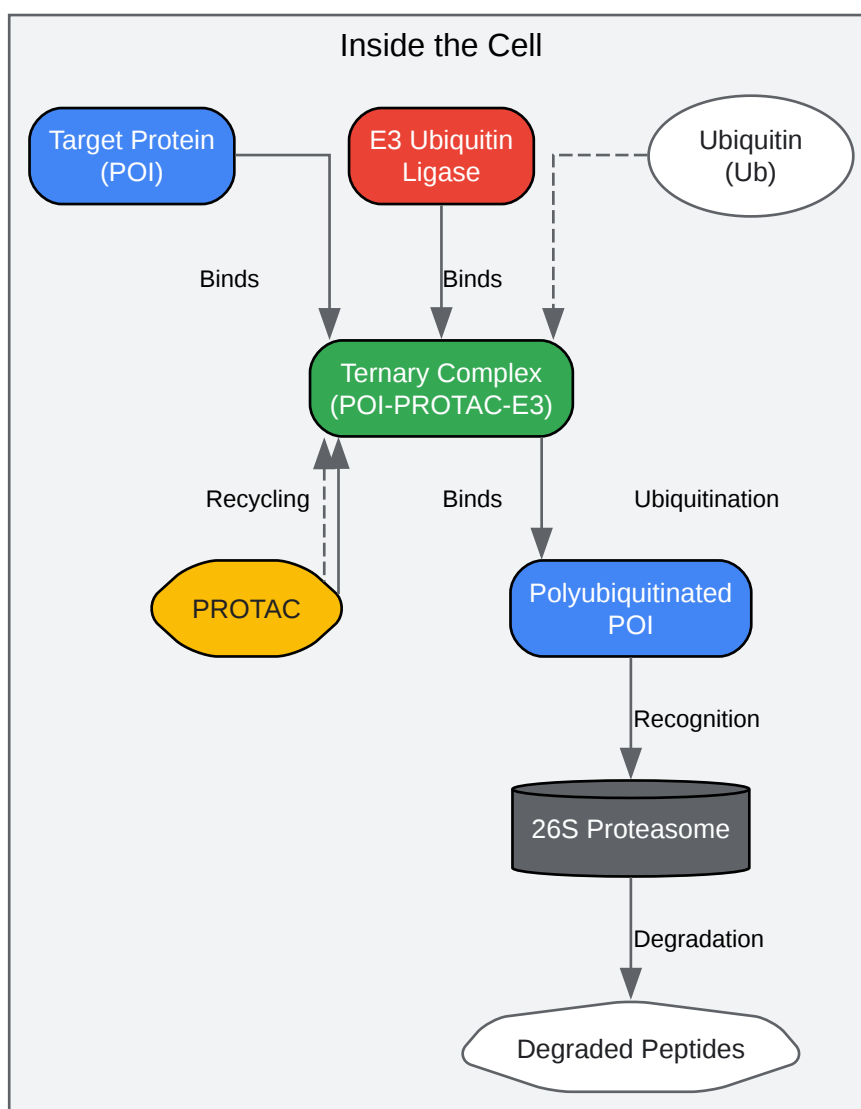 Inside the Cell
Target Protein
(POI)
E3 Ubiquitin
Ligase
Ubiquitin
(Ub)
Binds
Binds
Ternary Complex
(POI-PROTAC-E3)
Recycling
Binds
Ubiquitination
PROTAC
Polyubiquitinated
POI
Recognition
26S Proteasome
Degradation
Degraded Peptides